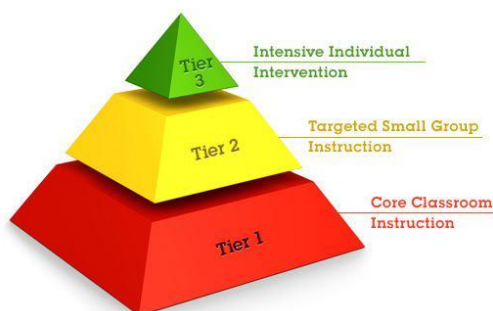 Tier
3
Intensive Individual
Intervention
Tier 2
Targeted Small Group
Instruction
Tier 1
Core Classroom
Instruction